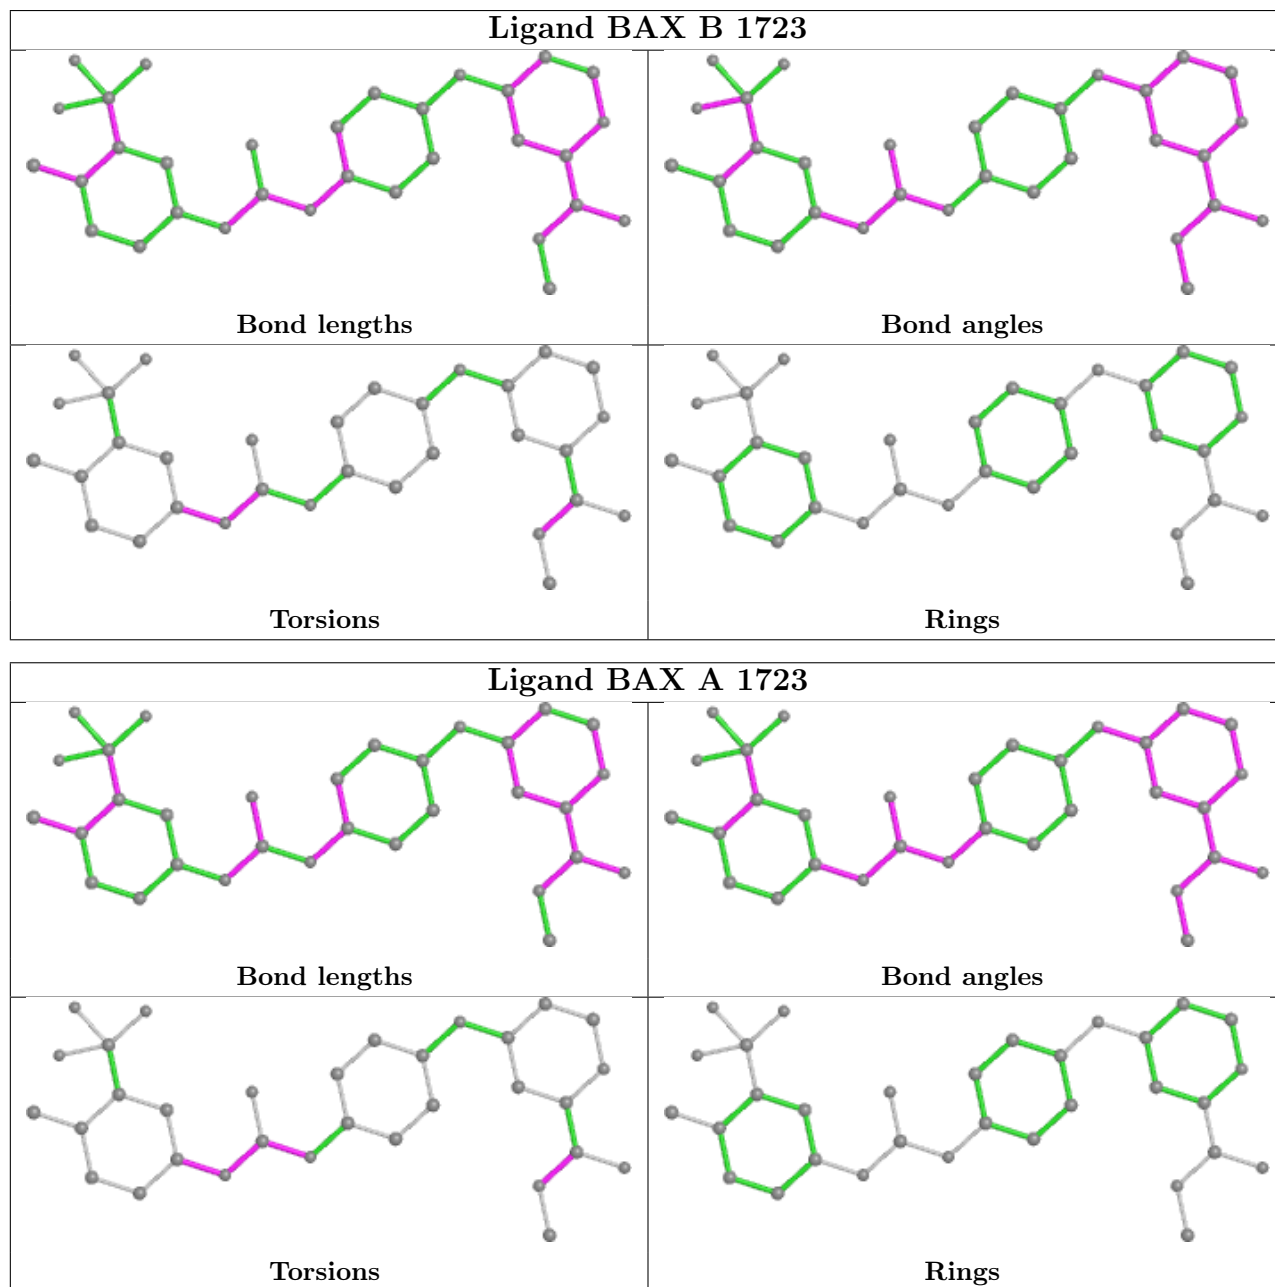 Ligand BAX B 1723
Bond lengths
Bond angles
Torsions
Rings
Ligand BAX A 1723
Bond lengths
Bond angles
Torsions
Rings